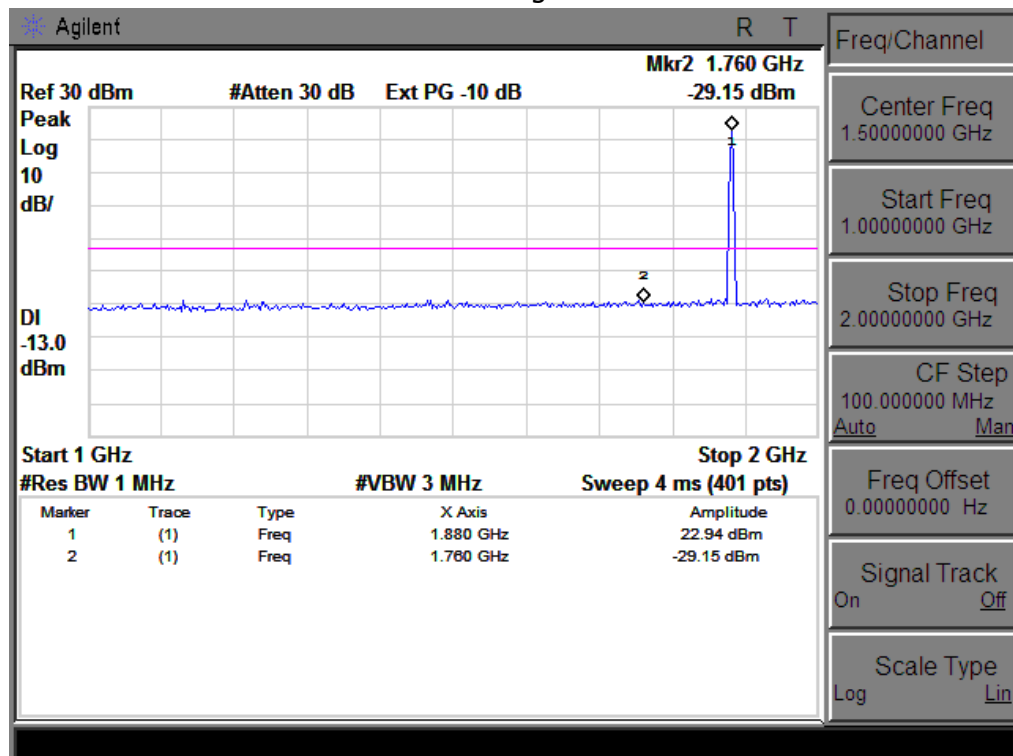 Agilent R T
Freq/Channel
Mkr2 1.760 GHz
Ref 30 dBm #Atten 30 dB Ext PG -10 dB -29.15 dBm
Peak
Log
10
dB/
1
2
DI
-13.0
dBm
Start 1 GHz Stop 2 GHz
#Res BW 1 MHz #VBW 3 MHz Sweep 4 ms (401 pts)
Marker Trace Type X Axis Amplitude
1 (1) Freq 1.880 GHz 22.94 dBm
2 (1) Freq 1.760 GHz -29.15 dBm
Center Freq
1.50000000 GHz
Start Freq
1.00000000 GHz
Stop Freq
2.00000000 GHz
CF Step
100.000000 MHz
Auto Man
Freq Offset
0.00000000 Hz
Signal Track
On Off
Scale Type
Log Lin